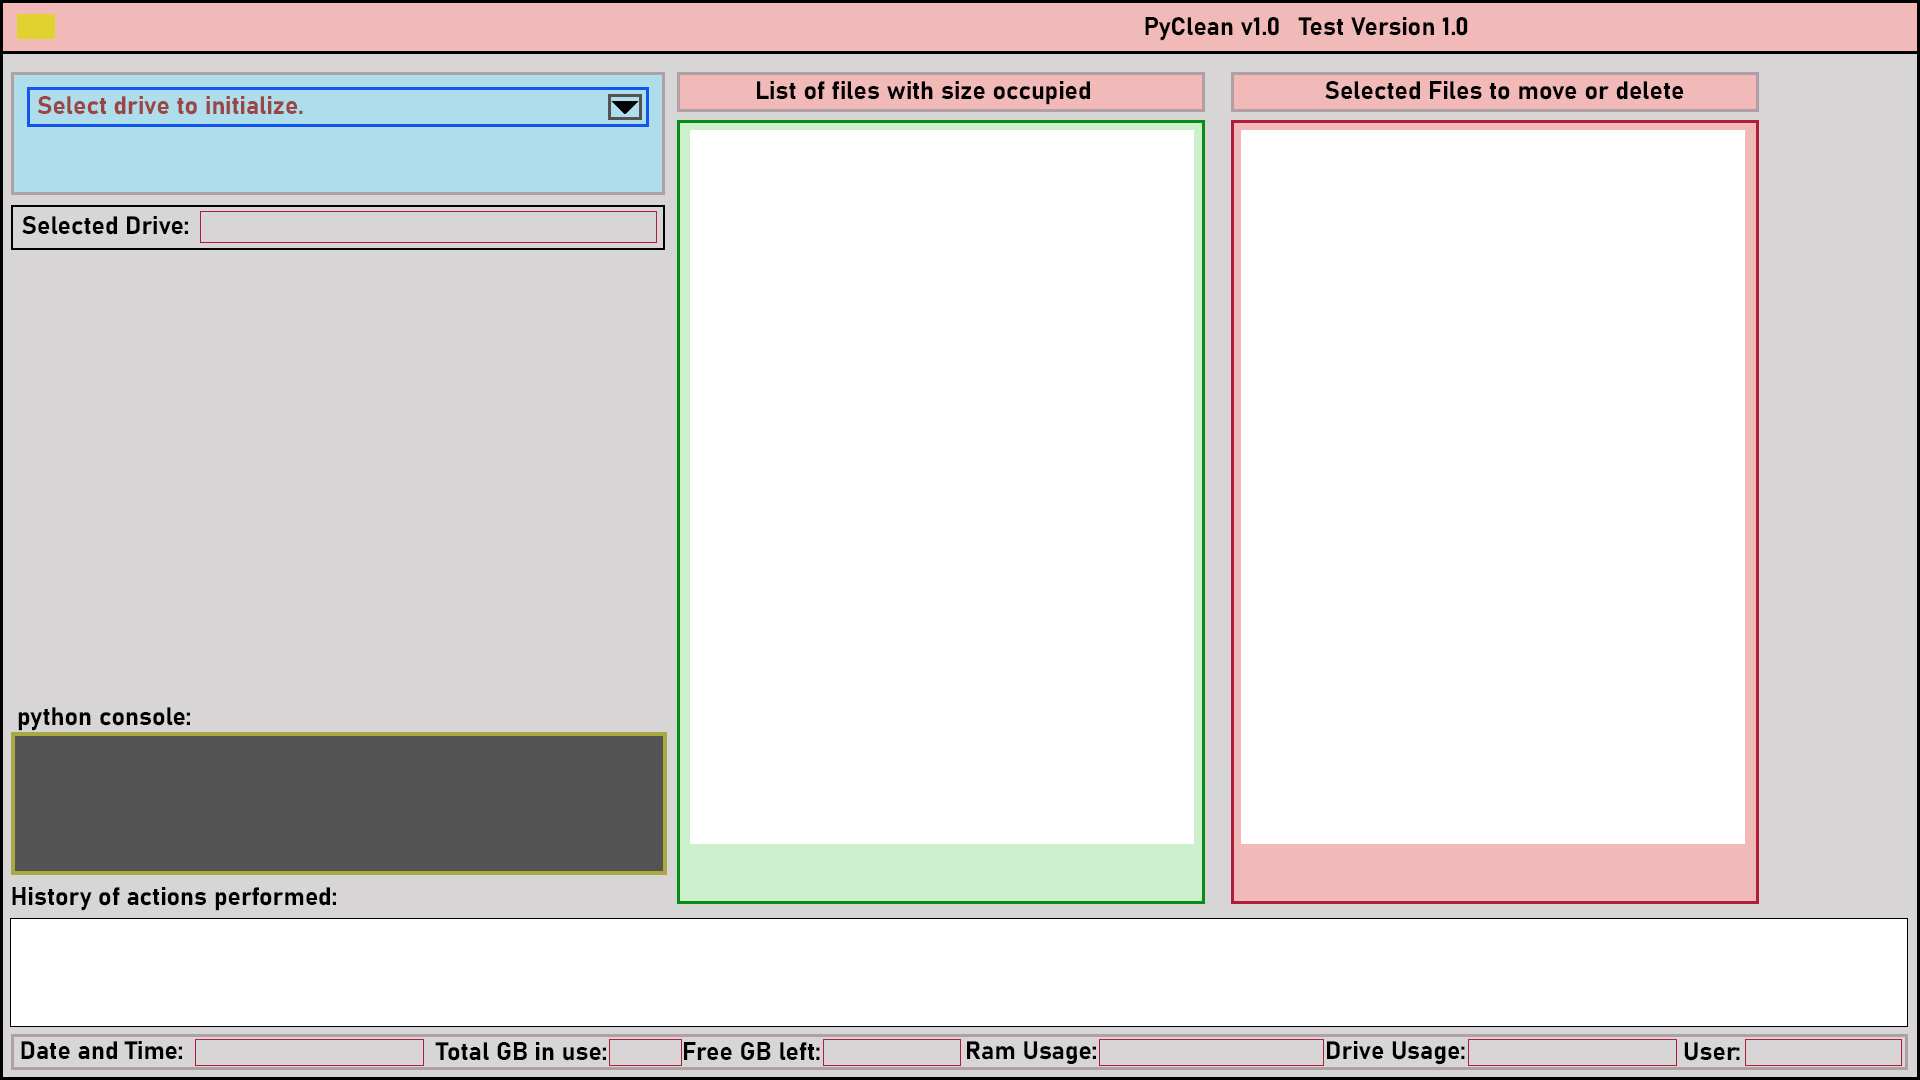 PyClean v1.0 Test Version 1.0
Select drive to initialize.
Selected Drive:
List of files with size occupied
Selected Files to move or delete
python console:
History of actions performed:
Date and Time: Total GB in use: Free GB left: Ram Usage: Drive Usage: User: